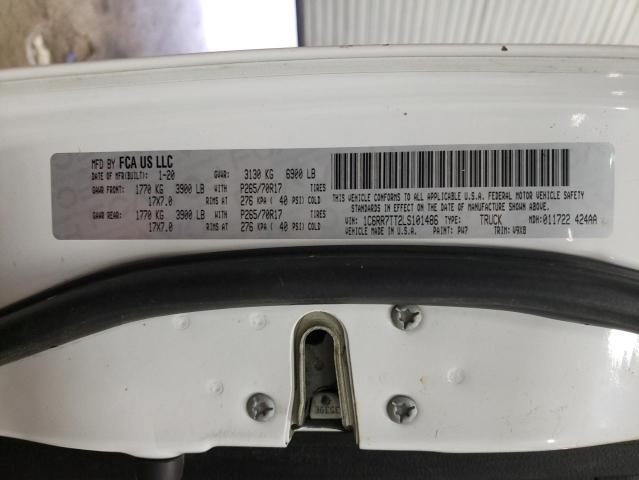 MFD BY FCA US LLC
DATE OF MFR(BUILT): 1-20 GVWR: 3130 KG 6900 LB
GAWR FRONT: 1770 KG 3900 LB WITH P265/70R17 TIRES
17X7.0 RIMS AT 276 KPA ( 40 PSI) COLD
GAWR REAR: 1770 KG 3900 LB WITH P265/70R17 TIRES
17X7.0 RIMS AT 276 KPA ( 40 PSI) COLD
THIS VEHICLE CONFORMS TO ALL APPLICABLE U.S.A. FEDERAL MOTOR VEHICLE SAFETY
STANDARDS IN EFFECT ON THE DATE OF MANUFACTURE SHOWN ABOVE
VIN: 1C6RR7TT2LS101486 TYPE: TRUCK MDH: 011722 424AA
VEHICLE MADE IN U.S.A. PAINT: PW7 TRIM: V9X8